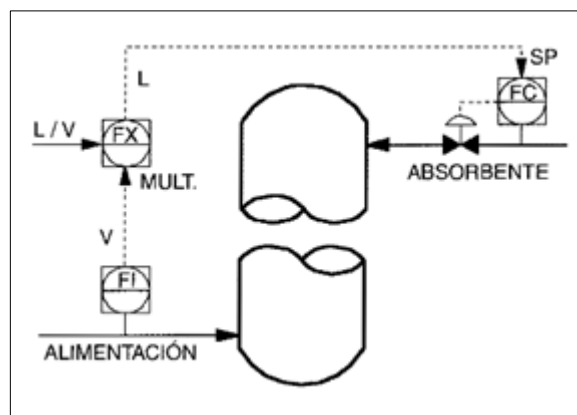 L
SP
FC
L / V
FX
MULT.
ABSORBENTE
V
FI
ALIMENTACIÓN